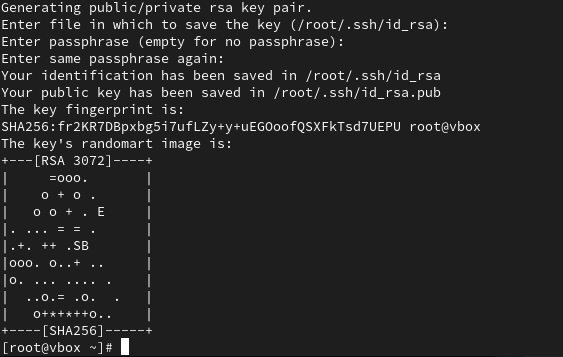 Generating public/private rsa key pair.
Enter file in which to save the key (/root/.ssh/id_rsa):
Enter passphrase (empty for no passphrase):
Enter same passphrase again:
Your identification has been saved in /root/.ssh/id_rsa
Your public key has been saved in /root/.ssh/id_rsa.pub
The key fingerprint is:
SHA256:fr2KR7DBpxbg5i7ufLZy+y+uEGOoofQSXFkTsd7UEPU root@vbox
The key's randomart image is:
+---[RSA 3072]----+
|     =ooo.       |
|    o + o .      |
|   o o + . E     |
|. ... = = .      |
|.+. ++ .SB       |
|ooo. o..+ ..     |
|o. ... .... .    |
|  ..o.= .o.  .   |
|   o+*+*++o..    |
+----[SHA256]-----+
[root@vbox ~]#